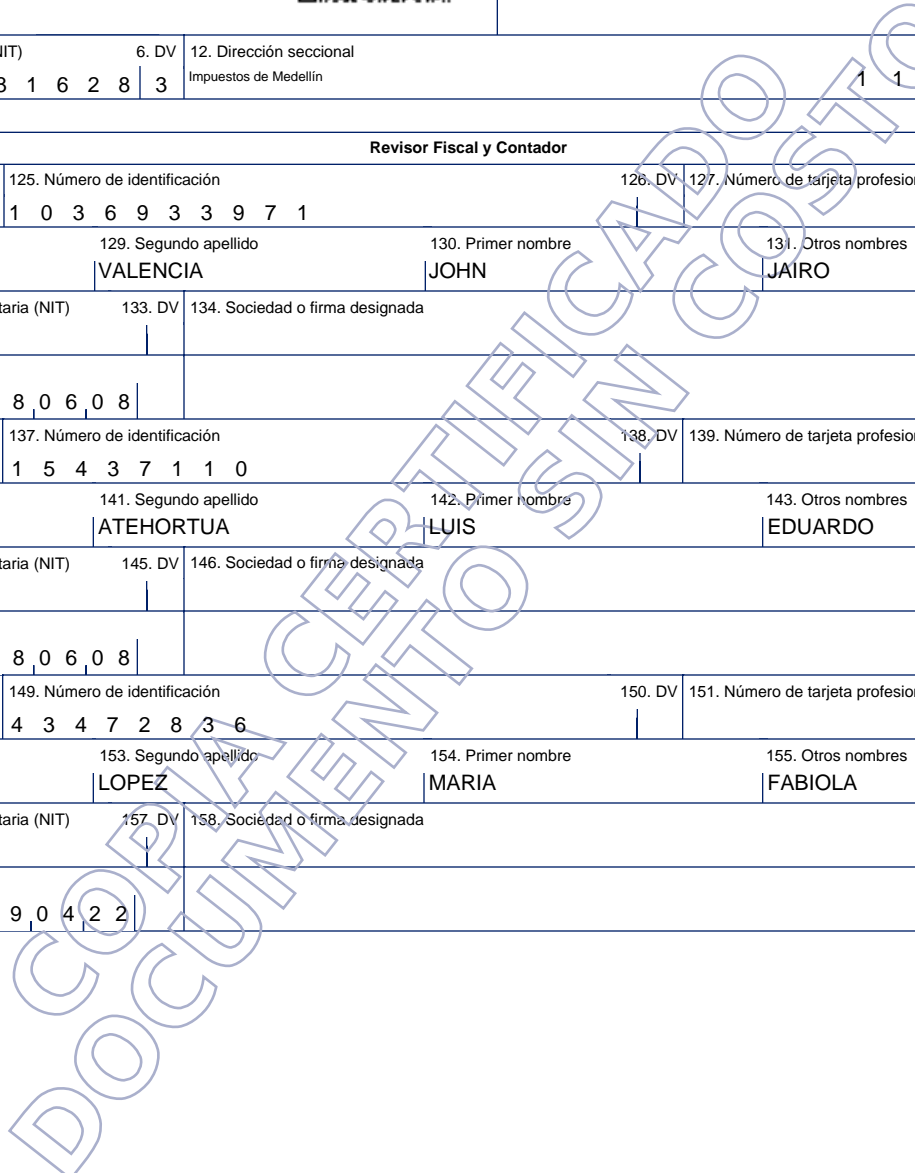 IT) 6. DV 12. Dirección seccional
1 6 2 8 3 Impuestos de Medellín 1 1
Revisor Fiscal y Contador
125. Número de identificación 126. DV 127. Número de tarjeta profesion
1 0 3 6 9 3 3 9 7 1
129. Segundo apellido 130. Primer nombre 131. Otros nombres
VALENCIA JOHN JAIRO
taria (NIT) 133. DV 134. Sociedad o firma designada
8 0 6 0 8
137. Número de identificación 138. DV 139. Número de tarjeta profesion
1 5 4 3 7 1 1 0
141. Segundo apellido 142. Primer nombre 143. Otros nombres
ATEHORTUA LUIS EDUARDO
taria (NIT) 145. DV 146. Sociedad o firma designada
8 0 6 0 8
149. Número de identificación 150. DV 151. Número de tarjeta profesion
4 3 4 7 2 8 3 6
153. Segundo apellido 154. Primer nombre 155. Otros nombres
LOPEZ MARIA FABIOLA
taria (NIT) 157. DV 158. Sociedad o firma designada
9 0 4 2 2
COPIA CERTIFICADO
DOCUMENTO SIN COSTO